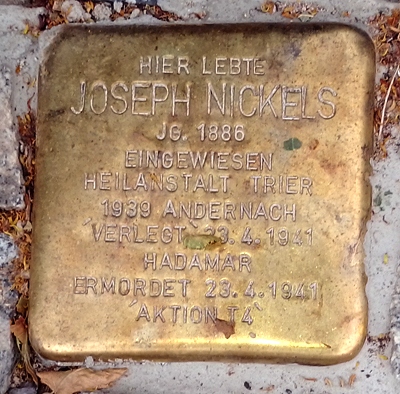 HIER LEBTE
JOSEPH NICKELS
JG. 1886
EINGEWIESEN
HEILANSTALT TRIER
1939 ANDERNACH
'VERLEGT' 23.4.1941
HADAMAR
ERMORDET 23.4.1941
'AKTION T4'